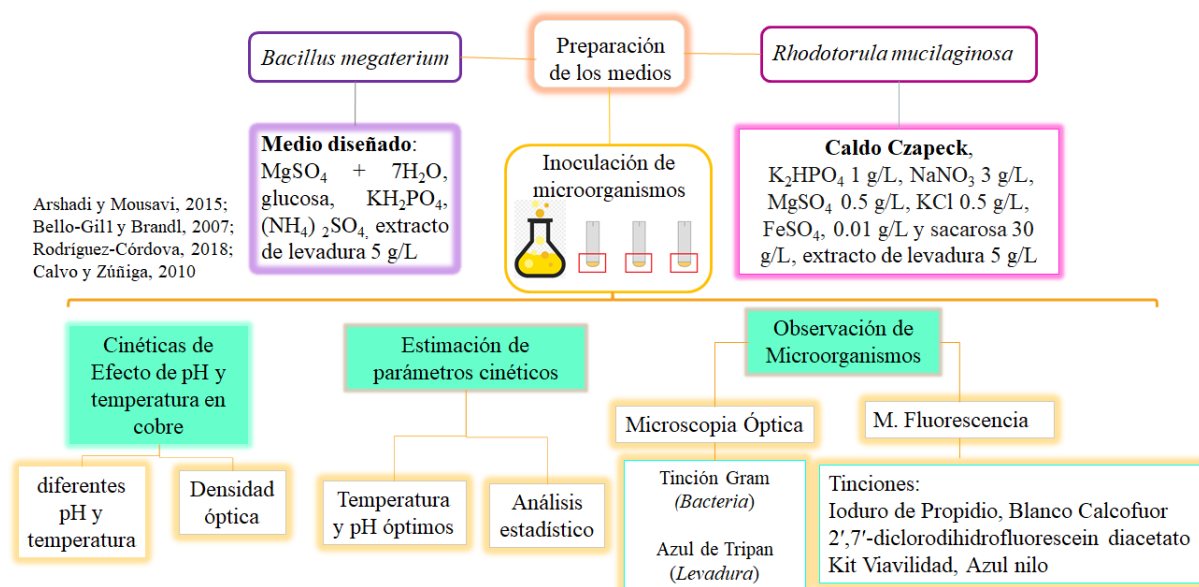 Bacillus megaterium
Preparación
de los medios
Rhodotorula mucilaginosa
Medio diseñado:
MgSO4 + 7H2O,
glucosa, KH2PO4,
(NH4) 2SO4, extracto
de levadura 5 g/L
Inoculación de
microorganismos
Caldo Czapeck,
K2HPO4 1 g/L, NaNO3 3 g/L,
MgSO4 0.5 g/L, KCl 0.5 g/L,
FeSO4, 0.01 g/L y sacarosa 30
g/L, extracto de levadura 5 g/L
Arshadi y Mousavi, 2015;
Bello-Gil1 y Brandl, 2007;
Rodríguez-Córdova, 2018;
Calvo y Zúñiga, 2010
Cinéticas de
Efecto de pH y
temperatura en
cobre
diferentes
pH y
temperatura
Densidad
óptica
Estimación de
parámetros cinéticos
Temperatura
y pH óptimos
Análisis
estadístico
Observación de
Microorganismos
Microscopia Óptica
Tinción Gram
(Bacteria)
Azul de Tripan
(Levadura)
M. Fluorescencia
Tinciones:
Ioduro de Propidio, Blanco Calcofuor
2′,7′-diclorodihidrofluorescein diacetato
Kit Viavilidad, Azul nilo